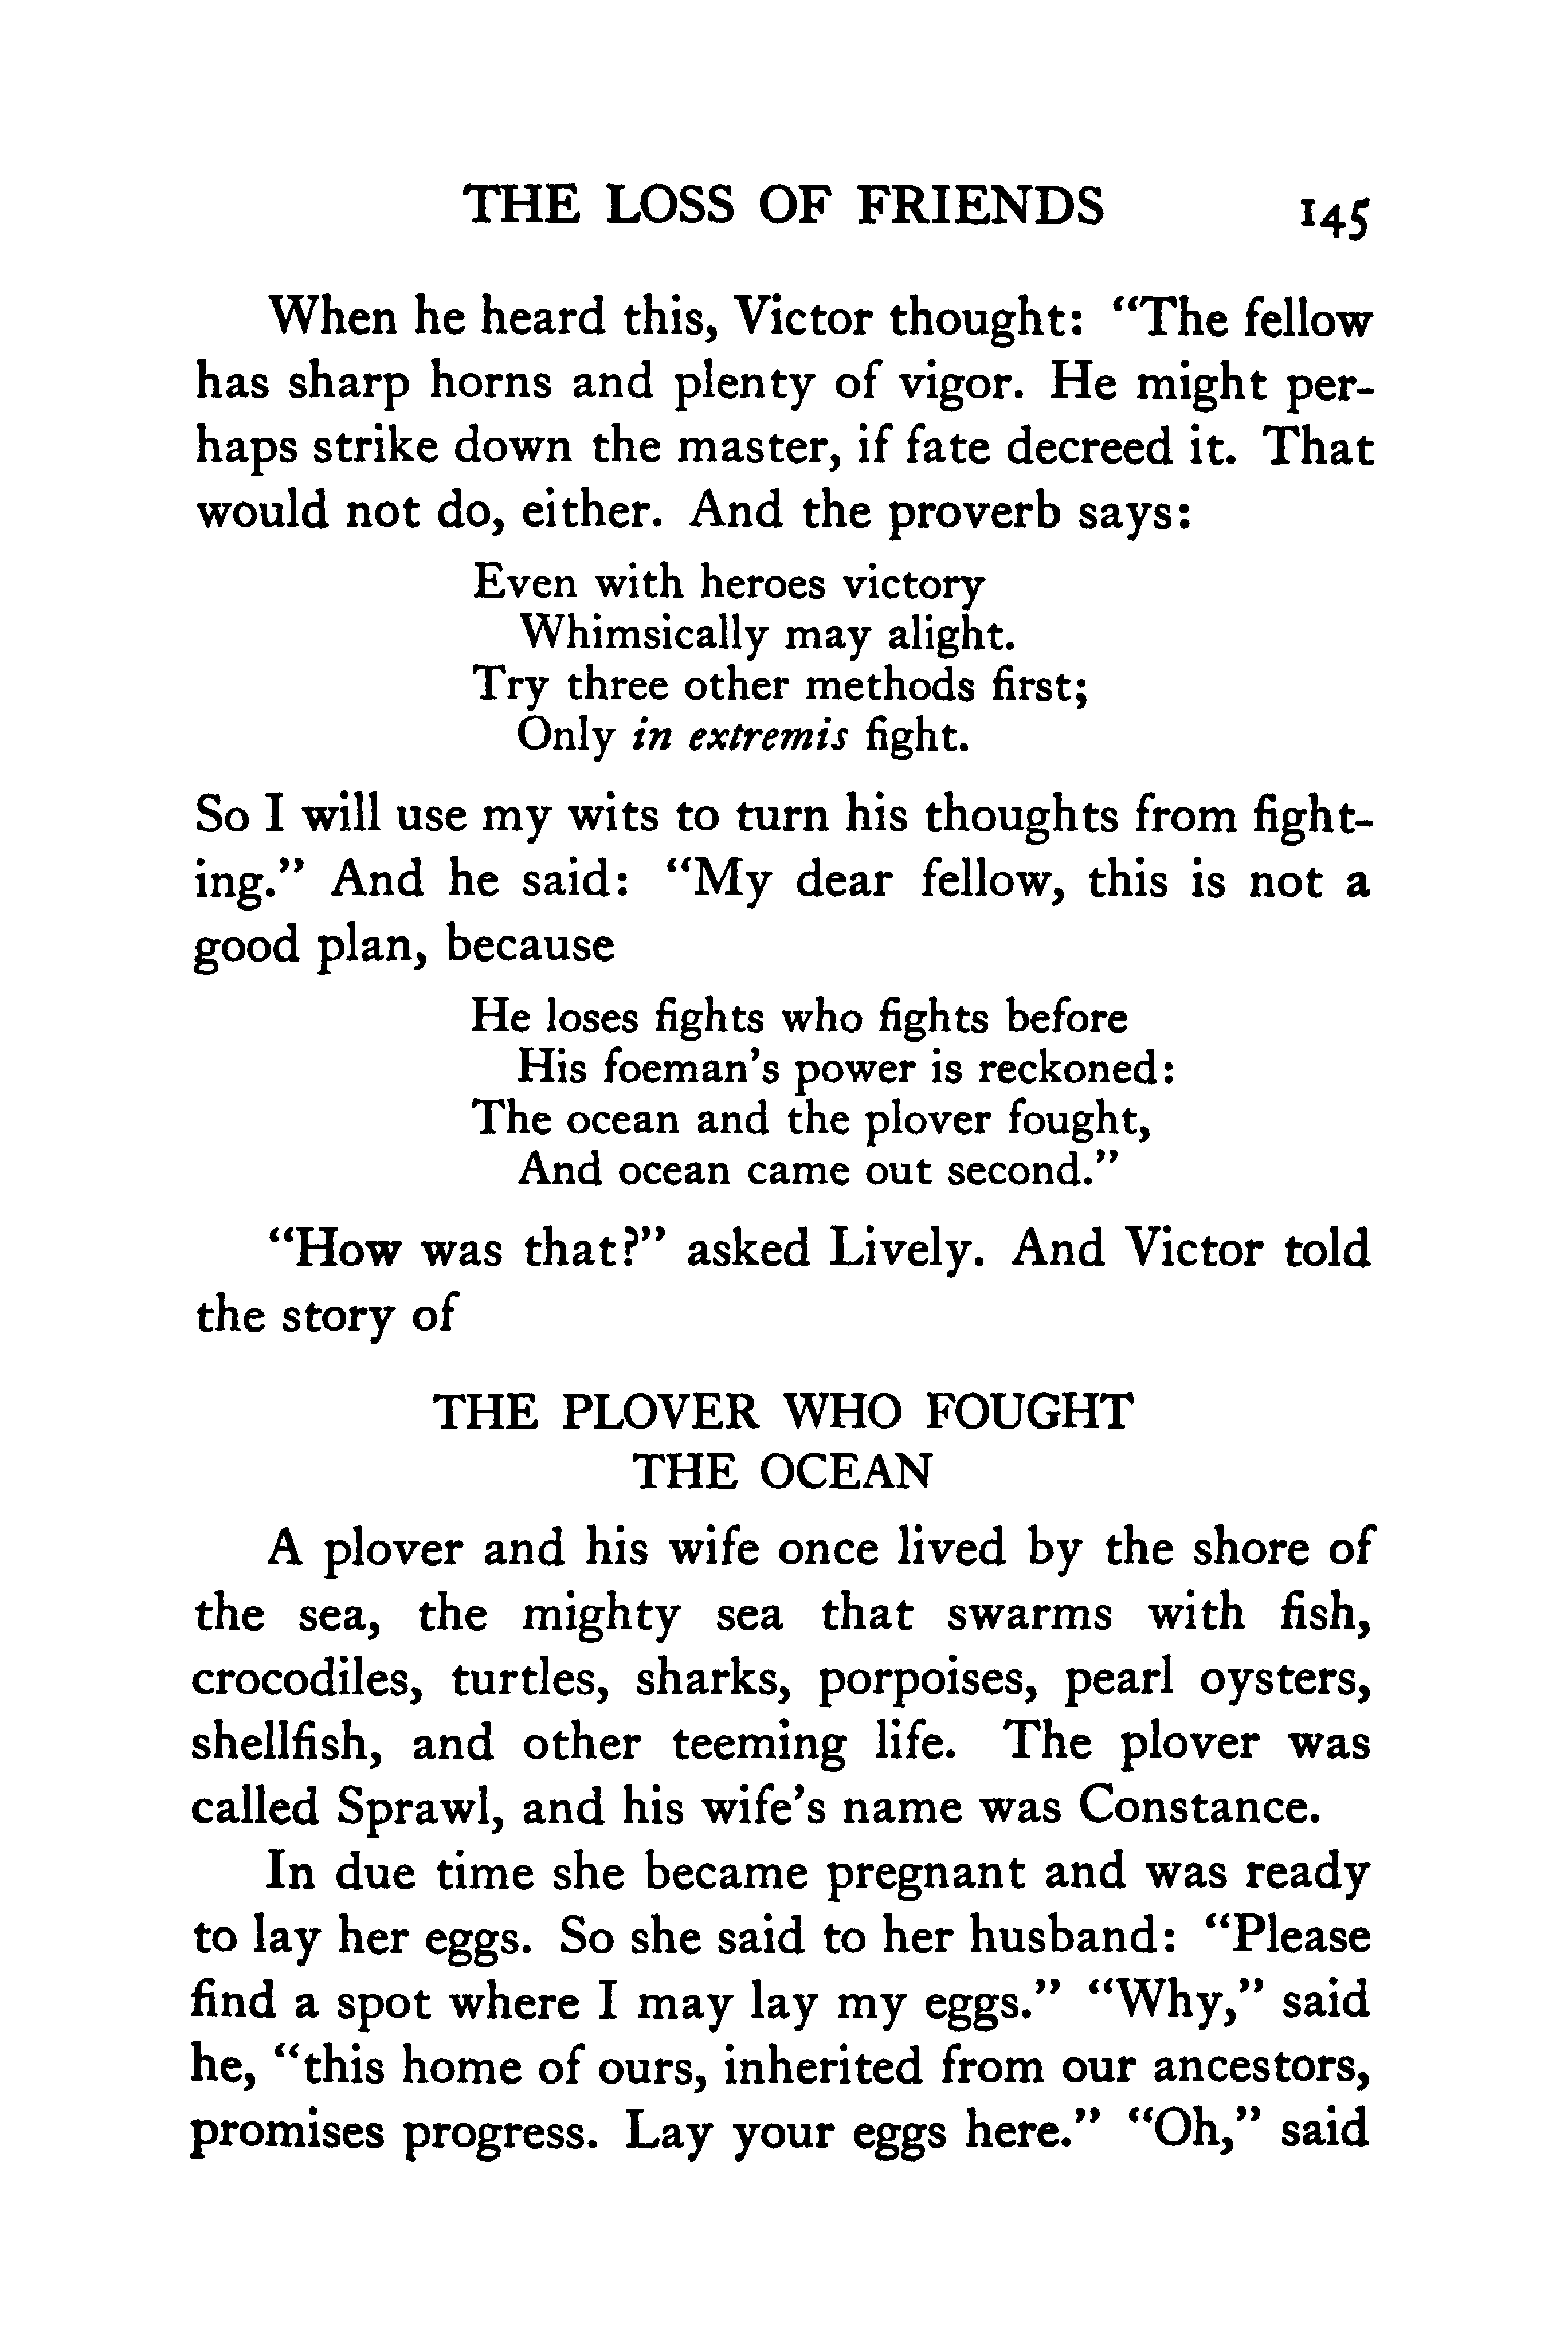 THE LOSS OF FRIENDS 145
When he heard this, Victor thought: “The fellow
has sharp horns and plenty of vigor. He might per-
haps strike down the master, if fate decreed it. That
would not do, either. And the proverb says:
Even with heroes victory
Whimsically may alight.
Try three other methods first;
Only in extremis fight.
So I will use my wits to turn his thoughts from fight-
ing.” And he said: “My dear fellow, this is not a
good plan, because
He loses fights who fights before
His foeman’s power is reckoned:
The ocean and the plover fought,
And ocean came out second.”
“How was that?” asked Lively. And Victor told
the story of
THE PLOVER WHO FOUGHT
THE OCEAN
A plover and his wife once lived by the shore of
the sea, the mighty sea that swarms with fish,
crocodiles, turtles, sharks, porpoises, pearl oysters,
shellfish, and other teeming life. The plover was
called Sprawl, and his wife’s name was Constance.
In due time she became pregnant and was ready
to lay her eggs. So she said to her husband: “Please
find a spot where I may lay my eggs.” “Why,” said
he, “this home of ours, inherited from our ancestors,
promises progress. Lay your eggs here.” “Oh,” said